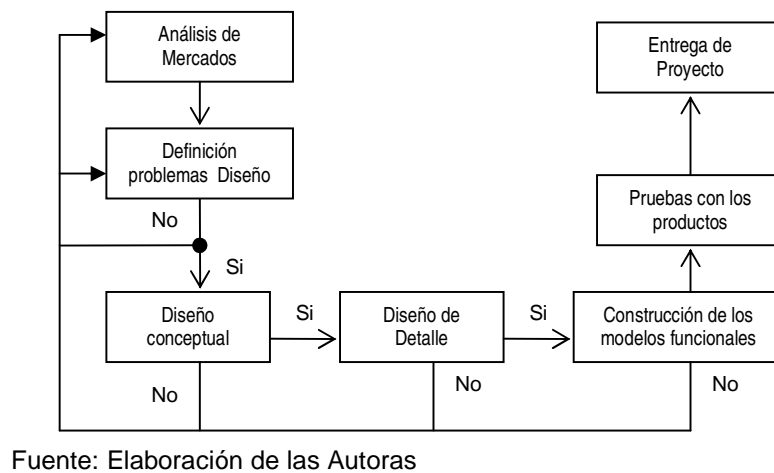 Análisis de
Mercados
Entrega de
Proyecto
Definición
problemas Diseño
No
Pruebas con los
productos
Si
Diseño
conceptual
Si
Diseño de
Detalle
Si
Construcción de los
modelos funcionales
No
No
No
Fuente: Elaboración de las Autoras